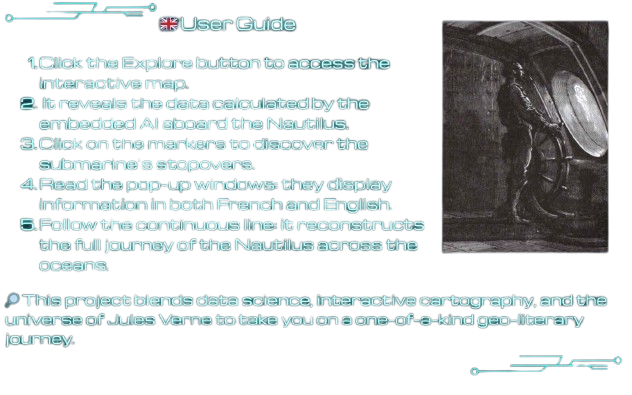 User Guide
1. Click the Explore button to access the
interactive map.
2. It reveals the data calculated by the
embedded AI aboard the Nautilus.
3. Click on the markers to discover the
submarine's stopovers.
4. Read the pop-up windows: they display
information in both French and English.
5. Follow the continuous line: it reconstructs
the full journey of the Nautilus across the
oceans.
This project blends data science, interactive cartography, and the
universe of Jules Verne to take you on a one-of-a-kind geo-literary
journey.